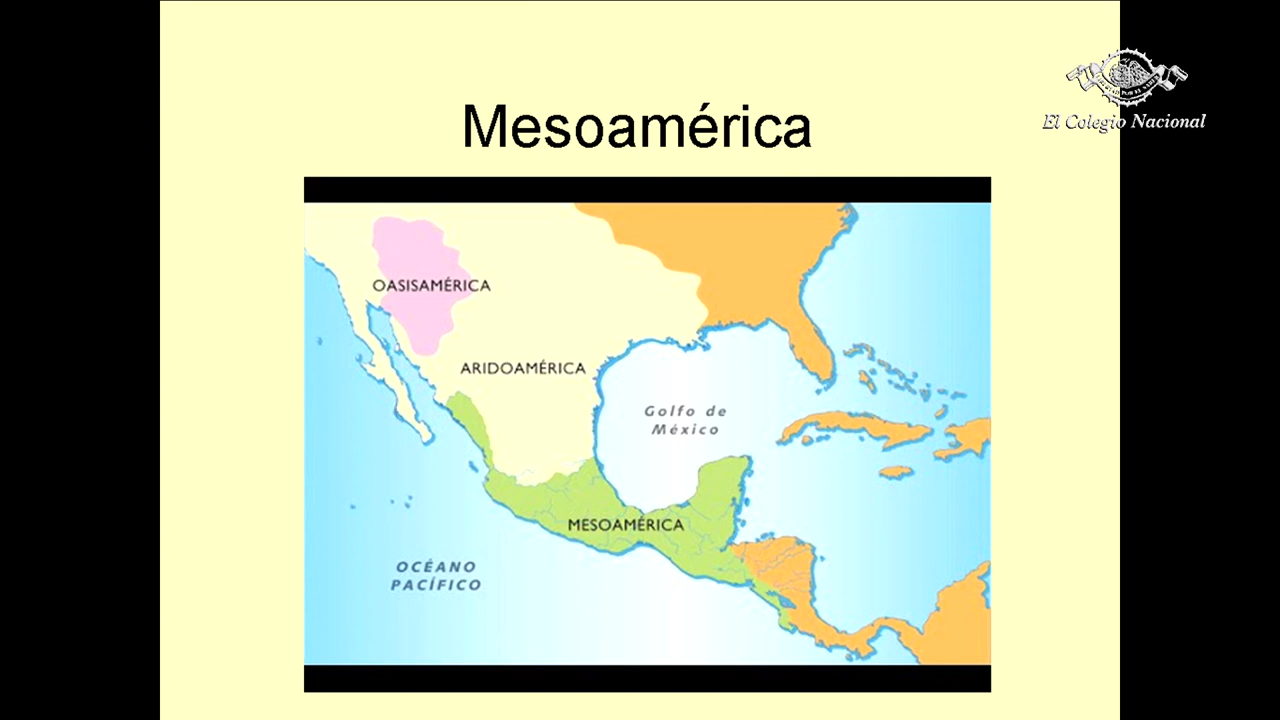 Mesoamérica
El Colegio Nacional
OASISAMÉRICA
ARIDOAMÉRICA
Golfo de
México
MESOAMÉRICA
OCÉANO
PACÍFICO